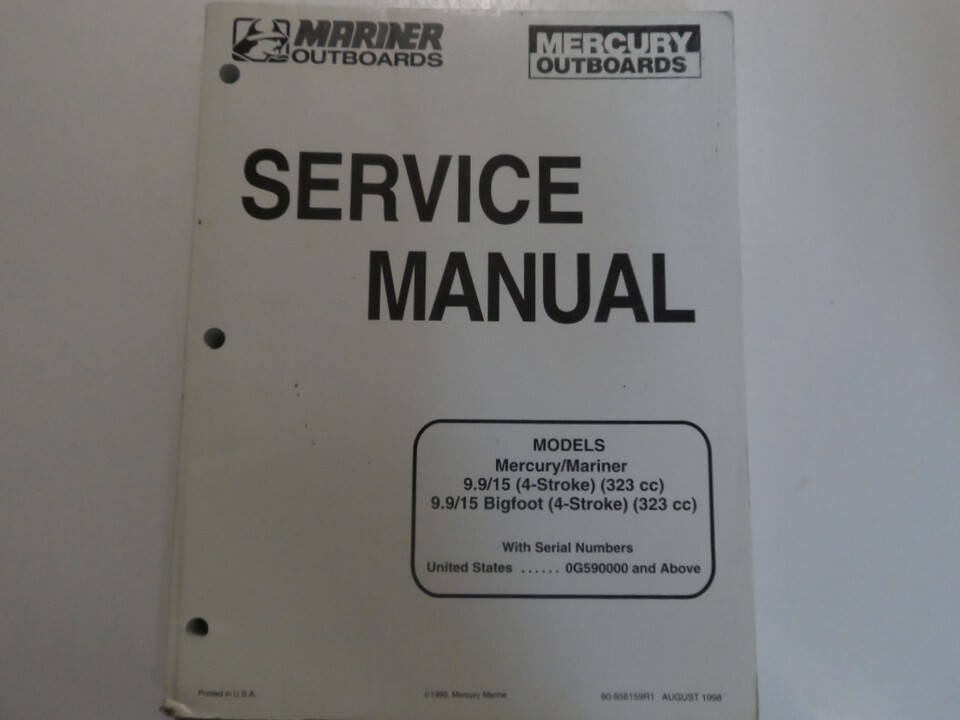 MARINER
OUTBOARDS
MERCURY
OUTBOARDS
SERVICE
MANUAL
MODELS
Mercury/Mariner
9.9/15 (4-Stroke) (323 cc)
9.9/15 Bigfoot (4-Stroke) (323 cc)
With Serial Numbers
United States ...... 0G590000 and Above
Printed in U.S.A.
©1998, Mercury Marine
90-856159R1 AUGUST 1998